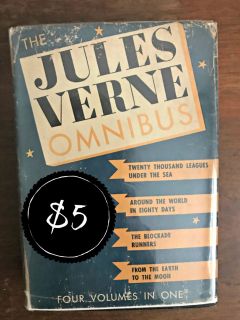 THE
JULES
VERNE
OMNIBUS
TWENTY THOUSAND LEAGUES
UNDER THE SEA
AROUND THE WORLD
IN EIGHTY DAYS
$5
THE BLOCKADE
RUNNERS
FROM THE EARTH
TO THE MOON
FOUR VOLUMES IN ONE